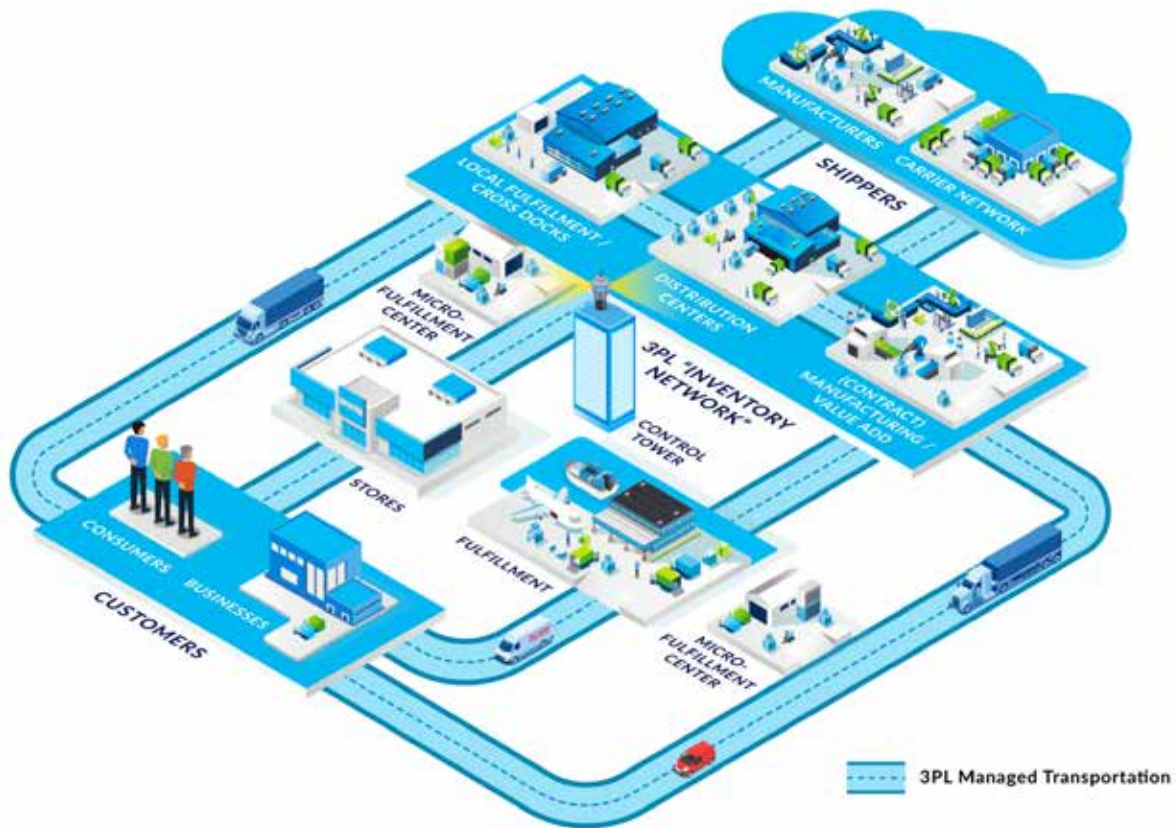 MANUFACTURERS
CARRIER NETWORK
SHIPPERS
LOCAL FULFILLMENT /
CROSS DOCKS
DISTRIBUTION
CENTERS
(CONTRACT)
MANUFACTURING /
VALUE ADD
MICRO-
FULFILLMENT
CENTER
3PL "INVENTORY
NETWORK"
CONTROL
TOWER
STORES
FULFILLMENT
MICRO-
FULFILLMENT
CENTER
CONSUMERS
BUSINESSES
CUSTOMERS
3PL Managed Transportation